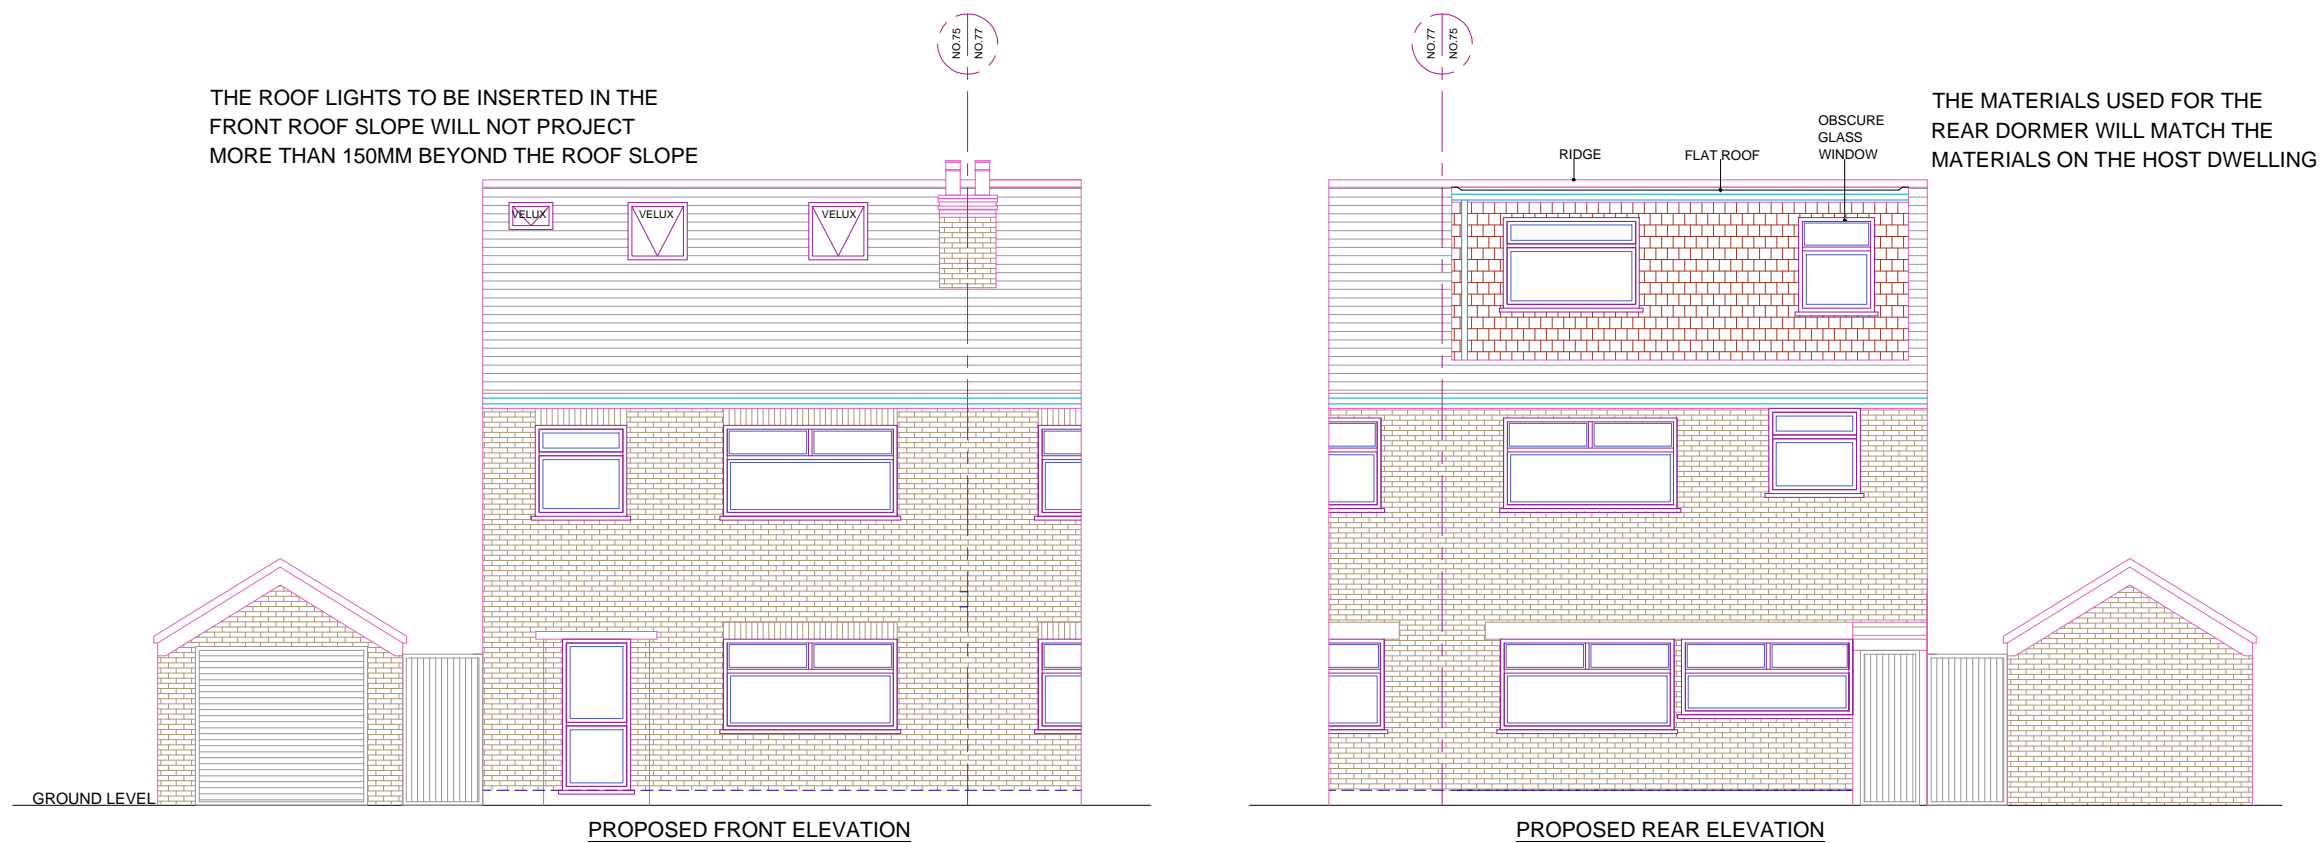 NO.75
NO.77
NO.77
NO.75
THE ROOF LIGHTS TO BE INSERTED IN THE
FRONT ROOF SLOPE WILL NOT PROJECT
MORE THAN 150MM BEYOND THE ROOF SLOPE
THE MATERIALS USED FOR THE
REAR DORMER WILL MATCH THE
MATERIALS ON THE HOST DWELLING
OBSCURE
GLASS
WINDOW
RIDGE
FLAT ROOF
VELUX
VELUX
VELUX
GROUND LEVEL
PROPOSED FRONT ELEVATION
PROPOSED REAR ELEVATION